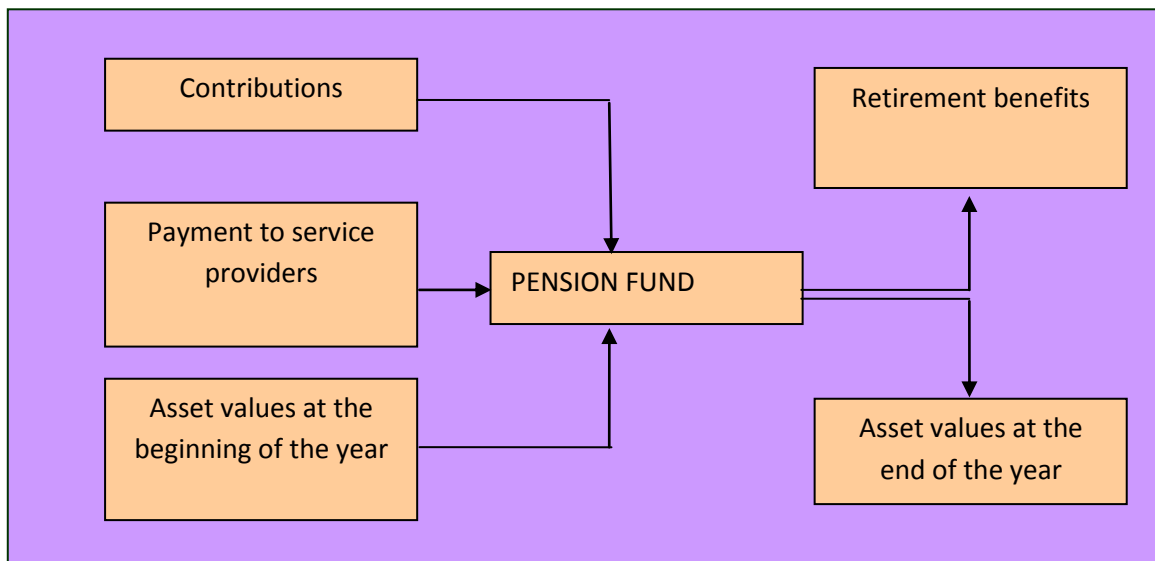 Contributions
Payment to service
providers
Asset values at the
beginning of the year
PENSION FUND
Retirement benefits
Asset values at the
end of the year